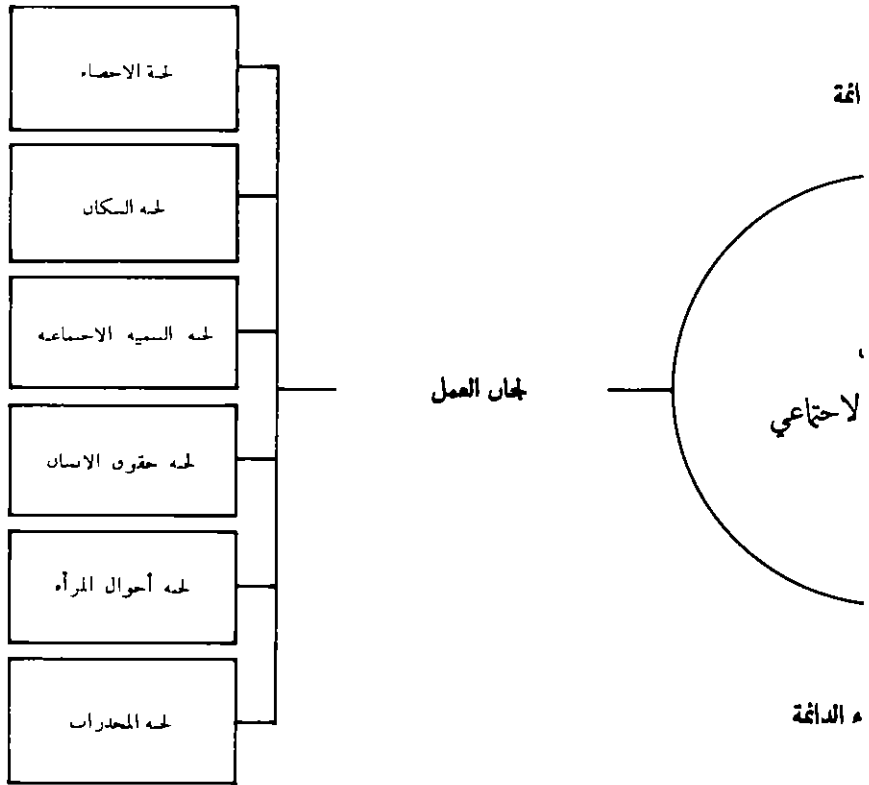 ائمة
لاجتماعي
ء الدائمة
لجان العمل
لجنة الاحصاء
لجنة السكان
لجنة التنمية الاجتماعية
لجنة حقوق الانسان
لجنة أحوال المرأة
لجنة المخدرات